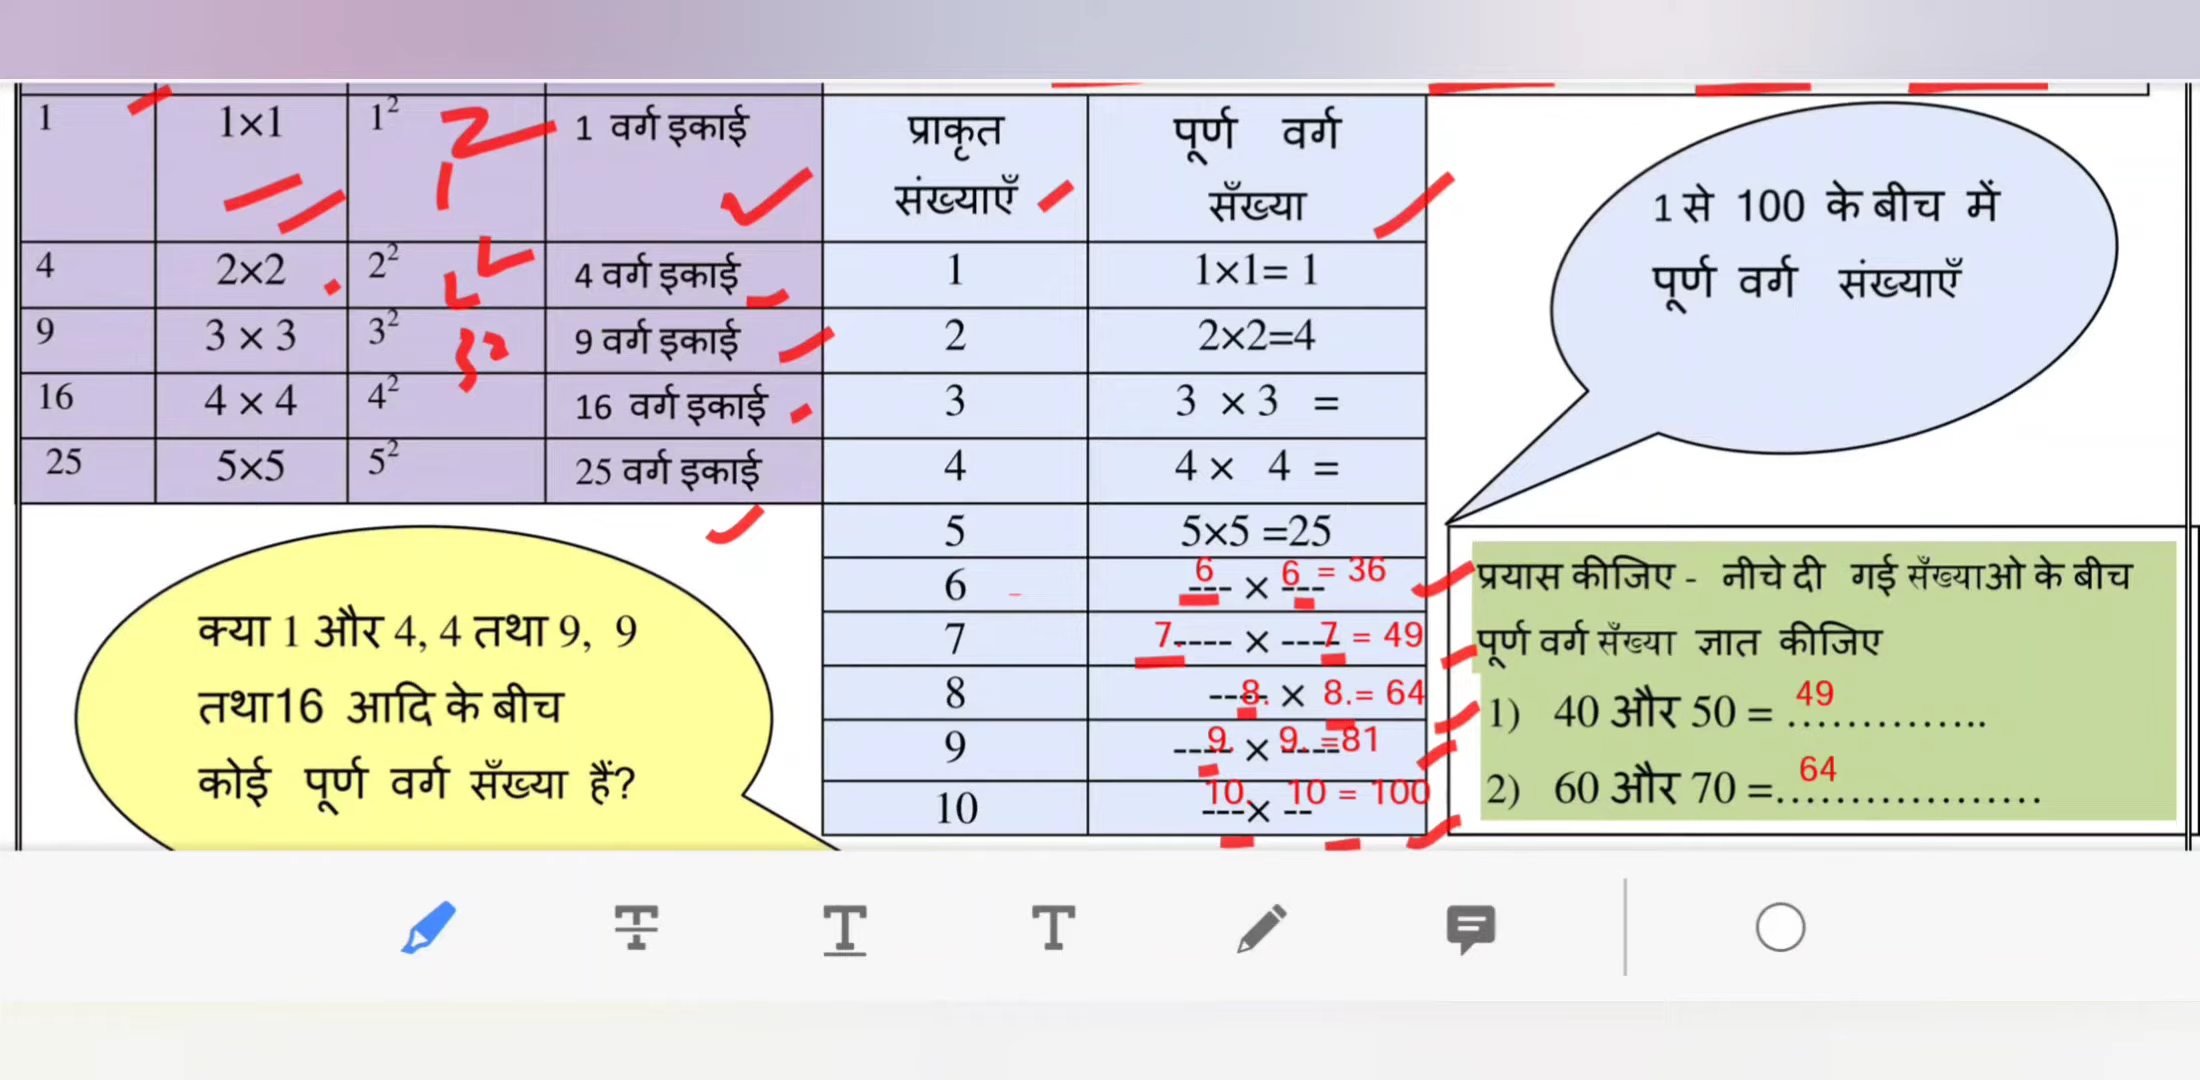 1 1×1 1² 1² 1 वर्ग इकाई
4 2×2 2² 4 वर्ग इकाई
9 3 × 3 3² 3² 9 वर्ग इकाई
16 4 × 4 4² 16 वर्ग इकाई
25 5×5 5² 25 वर्ग इकाई
क्या 1 और 4, 4 तथा 9, 9
तथा16 आदि के बीच
कोई पूर्ण वर्ग सँख्या हैं?
प्राकृत
संख्याएँ
पूर्ण वर्ग
सँख्या
1 1×1= 1
2 2×2=4
3 3 ×3 =
4 4 × 4 =
5 5×5 =25
6 6 --- × 6 --- = 36
7 7.---- × ----7 = 49
8 ---8. × 8.= 64
9 ----9. × 9.---- =81
10 10. --- × -- 10 = 100
1 से 100 के बीच में
पूर्ण वर्ग संख्याएँ
प्रयास कीजिए - नीचे दी गई सँख्याओ के बीच
पूर्ण वर्ग सँख्या ज्ञात कीजिए
1) 40 और 50 = 49 ..............
2) 60 और 70 =64 ..................
T T T